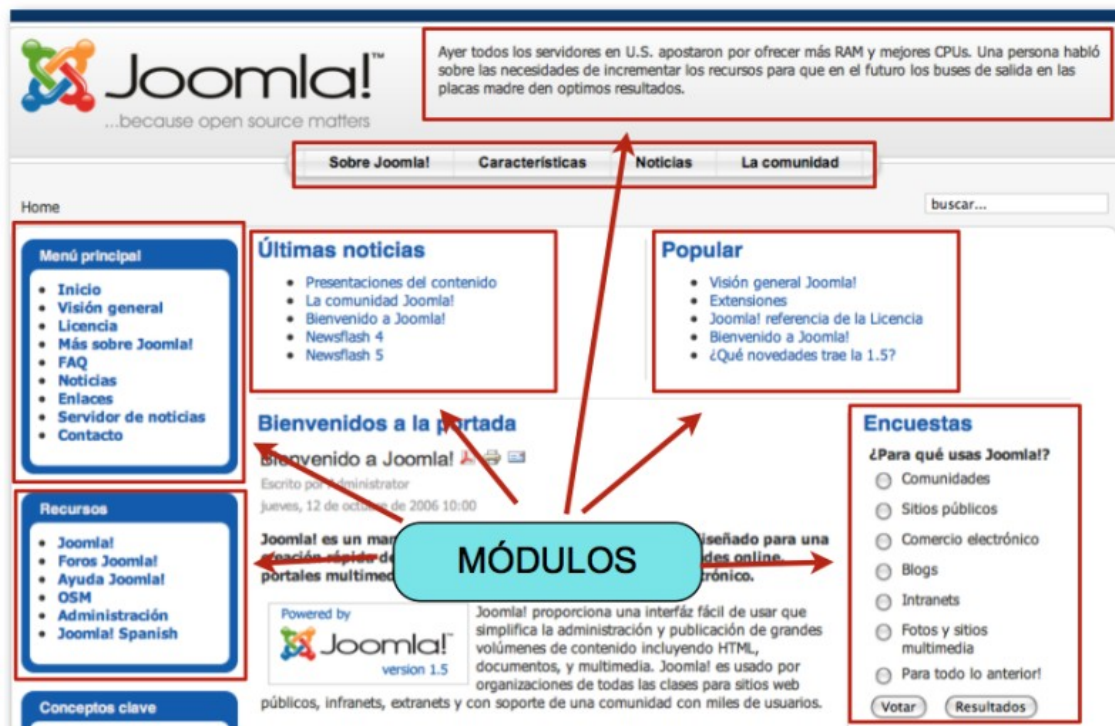 Joomla!™
...because open source matters
Ayer todos los servidores en U.S. apostaron por ofrecer más RAM y mejores CPUs. Una persona habló
sobre las necesidades de incrementar los recursos para que en el futuro los buses de salida en las
placas madre den optimos resultados.
Sobre Joomla! Características Noticias La comunidad
Home
buscar...
Menú principal
Inicio
Visión general
Licencia
Más sobre Joomla!
FAQ
Noticias
Enlaces
Servidor de noticias
Contacto
Recursos
Joomla!
Foros Joomla!
Ayuda Joomla!
OSM
Administración
Joomla! Spanish
Conceptos clave
Últimas noticias
Presentaciones del contenido
La comunidad Joomla!
Bienvenido a Joomla!
Newsflash 4
Newsflash 5
Popular
Visión general Joomla!
Extensiones
Joomla! referencia de la Licencia
Bienvenido a Joomla!
¿Qué novedades trae la 1.5?
Bienvenidos a la portada
Bienvenido a Joomla!
Escrito por Administrator
jueves, 12 de octubre de 2006 10:00
Joomla! es un diseñado para una
creación rápida de online,
portales
MÓDULOS
Powered by
Joomla!™
version 1.5
Joomla! proporciona una interfáz fácil de usar que
simplifica la administración y publicación de grandes
volúmenes de contenido incluyendo HTML,
documentos, y multimedia. Joomla! es usado por
organizaciones de todas las clases para sitios web
públicos, infranets, extranets y con soporte de una comunidad con miles de usuarios.
Encuestas
¿Para qué usas Joomla!?
Comunidades
Sitios públicos
Comercio electrónico
Blogs
Intranets
Fotos y sitios
multimedia
Para todo lo anterior!
Votar Resultados